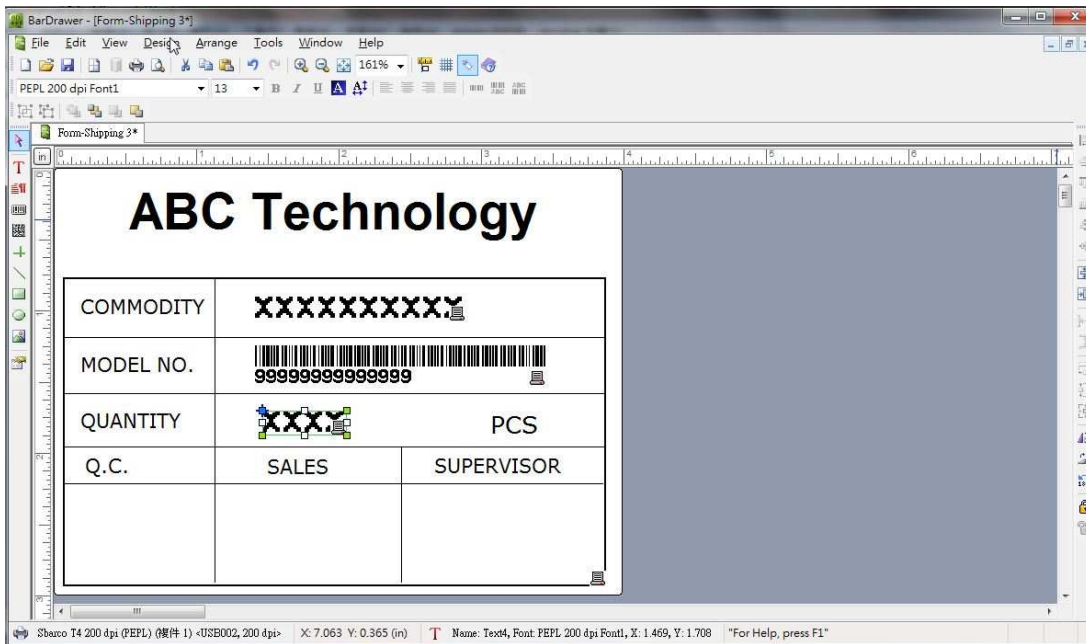 BarDrawer - [Form-Shipping 3*]
File Edit View Design Arrange Tools Window Help
161%
PEPL 200 dpi Font1 13 B I U A A
Form-Shipping 3*
in 0 1 2 3 4 5 6 7
ABC Technology
COMMODITY XXXXXXXXXX
MODEL NO.
99999999999999
QUANTITY XXXX PCS
Q.C. SALES SUPERVISOR
Sbarco T4 200 dpi (PEPL) (複件 1) <USB002, 200 dpi> X: 7.063 Y: 0.365 (in) T Name: Text4, Font: PEPL 200 dpi Font1, X: 1.469, Y: 1.708 "For Help, press F1"